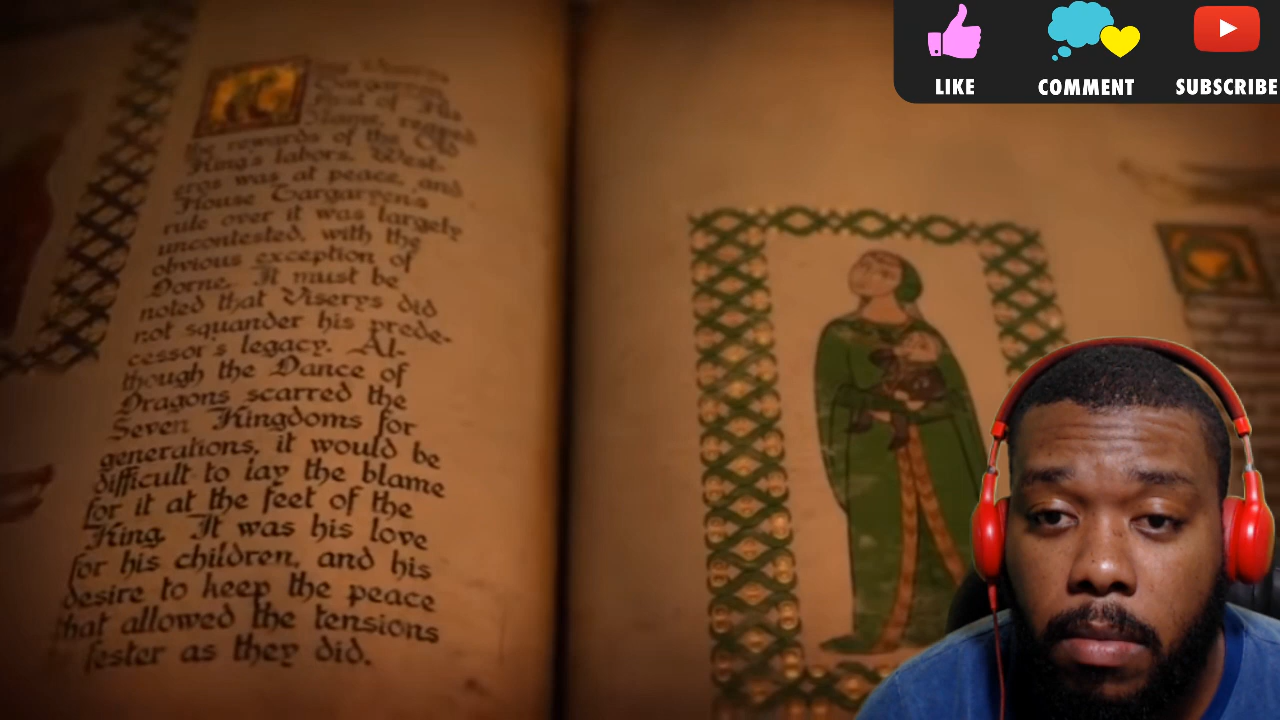 LIKE
COMMENT
SUBSCRIBE
Viserys
Targaryen,
First of His
Name, reaped
the rewards of the Old
King's labors. West-
eros was at peace, and
House Targaryen's
rule over it was largely
uncontested, with the
obvious exception of
Dorne. It must be
noted that Viserys did
not squander his prede-
cessor's legacy. Al-
though the Dance of
Dragons scarred the
Seven Kingdoms for
generations, it would be
difficult to lay the blame
for it at the feet of the
King. It was his love
for his children, and his
desire to keep the peace
that allowed the tensions
fester as they did.